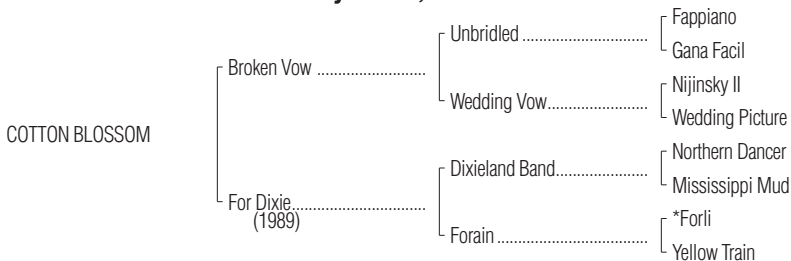 Unbridled ................................
Fappiano
Gana Facil
Broken Vow ...........................
Wedding Vow..........................
Nijinsky II
Wedding Picture
COTTON BLOSSOM
Dixieland Band.......................
Northern Dancer
Mississippi Mud
For Dixie.................................
(1989)
Forain ......................................
*Forli
Yellow Train